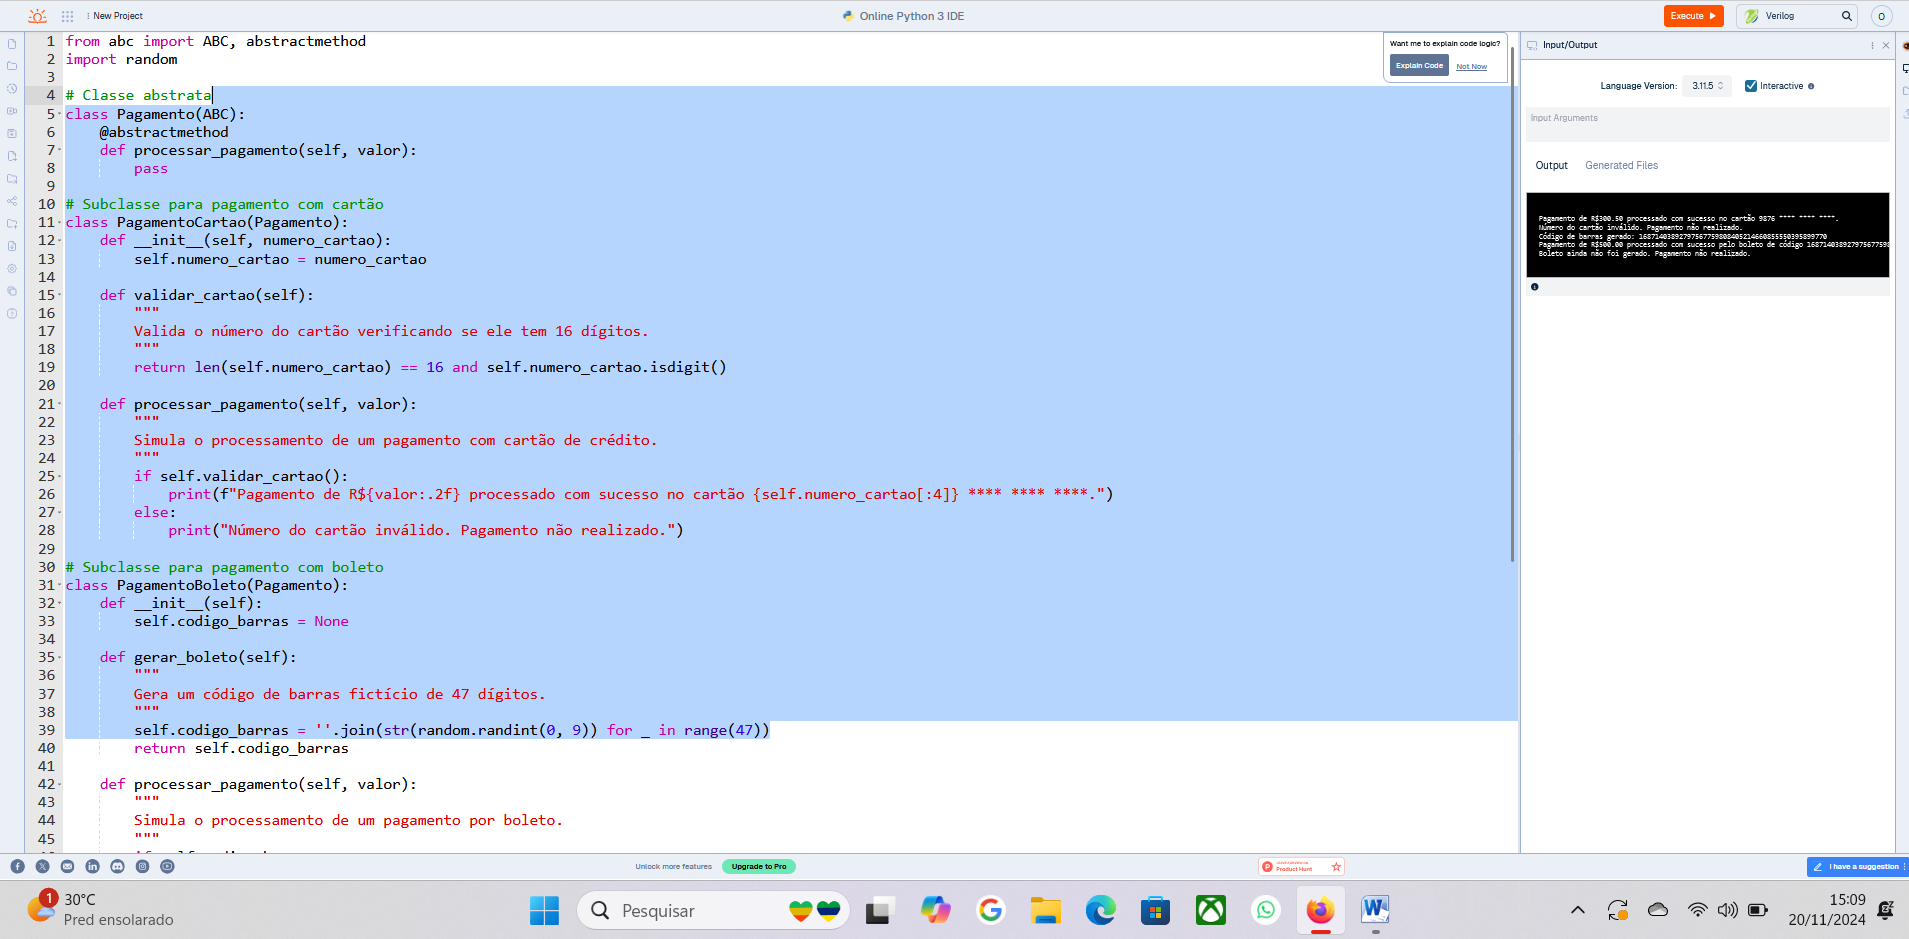 New Project
Online Python 3 IDE
Execute
Verilog
O
1 from abc import ABC, abstractmethod
2 import random
3
4 # Classe abstrata
5 class Pagamento(ABC):
6 @abstractmethod
7 def processar_pagamento(self, valor):
8 pass
9
10 # Subclasse para pagamento com cartão
11 class PagamentoCartao(Pagamento):
12 def __init__(self, numero_cartao):
13 self.numero_cartao = numero_cartao
14
15 def validar_cartao(self):
16 """
17 Valida o número do cartão verificando se ele tem 16 dígitos.
18 """
19 return len(self.numero_cartao) == 16 and self.numero_cartao.isdigit()
20
21 def processar_pagamento(self, valor):
22 """
23 Simula o processamento de um pagamento com cartão de crédito.
24 """
25 if self.validar_cartao():
26 print(f"Pagamento de R${valor:.2f} processado com sucesso no cartão {self.numero_cartao[:4]} **** **** ****.")
27 else:
28 print("Número do cartão inválido. Pagamento não realizado.")
29
30 # Subclasse para pagamento com boleto
31 class PagamentoBoleto(Pagamento):
32 def __init__(self):
33 self.codigo_barras = None
34
35 def gerar_boleto(self):
36 """
37 Gera um código de barras fictício de 47 dígitos.
38 """
39 self.codigo_barras = ''.join(str(random.randint(0, 9)) for _ in range(47))
40 return self.codigo_barras
41
42 def processar_pagamento(self, valor):
43 """
44 Simula o processamento de um pagamento por boleto.
45 """
Want me to explain code logic?
Explain Code Not Now
Input/Output
Language Version: 3.11.5 Interactive
Input Arguments
Output Generated Files
Pagamento de R$300.50 processado com sucesso no cartão 9876 **** **** ****.
Número do cartão inválido. Pagamento não realizado.
Código de barras gerado: 
Pagamento de R$500.00 processado com sucesso pelo boleto de código
Boleto ainda não foi gerado. Pagamento não realizado.
Unlock more features Upgrade to Pro
Product Hunt
I have a suggestion
1
30°C
Pred ensolarado
Pesquisar
15:09
20/11/2024